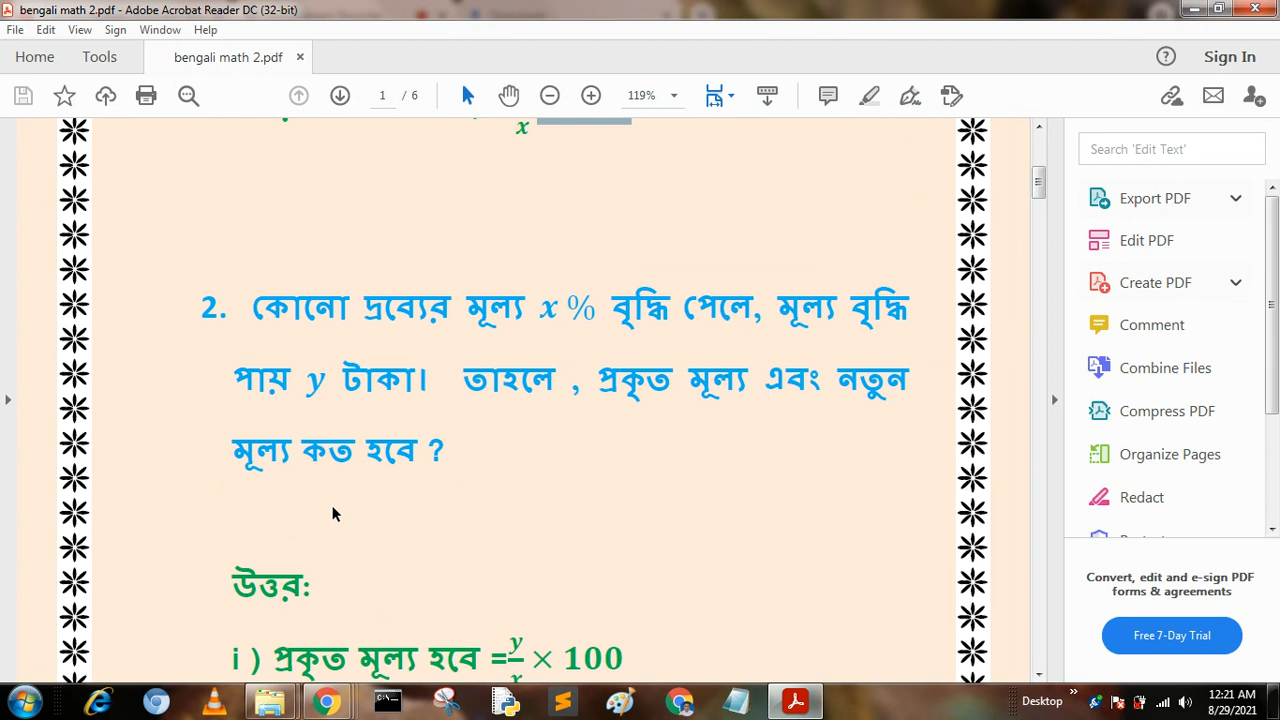 bengali math 2.pdf - Adobe Acrobat Reader DC (32-bit)
File Edit View Sign Window Help
Home Tools bengali math 2.pdf × Sign In
1 / 6 119%
x
2. কোনো দ্রব্যের মূল্য x % বৃদ্ধি পেলে, মূল্য বৃদ্ধি
পায় y টাকা। তাহলে , প্রকৃত মূল্য এবং নতুন
মূল্য কত হবে ?
উত্তর:
i ) প্রকৃত মূল্য হবে =y/x × 100
Search 'Edit Text'
Export PDF
Edit PDF
Create PDF
Comment
Combine Files
Compress PDF
Organize Pages
Redact
Convert, edit and e-sign PDF
forms & agreements
Free 7-Day Trial
Desktop
12:21 AM
8/29/2021